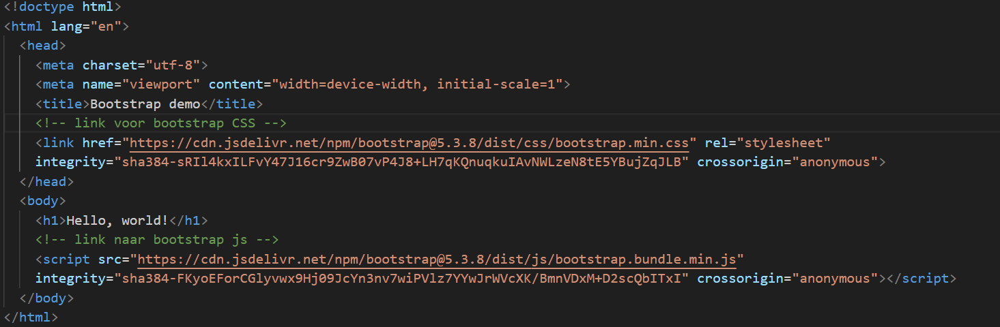 <!doctype html>
<html lang="en">
<head>
<meta charset="utf-8">
<meta name="viewport" content="width=device-width, initial-scale=1">
<title>Bootstrap demo</title>
<!-- link voor bootstrap CSS -->
<link href="https://cdn.jsdelivr.net/npm/bootstrap@5.3.8/dist/css/bootstrap.min.css" rel="stylesheet"
integrity="sha384-sRIl4kxILFvY47J16cr9ZwB07vP4J8+LH7qKQnuqkuIAvNWLzeN8tE5YBujZqJLB" crossorigin="anonymous">
</head>
<body>
<h1>Hello, world!</h1>
<!-- link naar bootstrap js -->
<script src="https://cdn.jsdelivr.net/npm/bootstrap@5.3.8/dist/js/bootstrap.bundle.min.js"
integrity="sha384-FKyoEForCGlyvwx9Hj09JcYn3nv7wiPVlz7YYwJrWVcXK/BmnVDxM+D2scQbITxI" crossorigin="anonymous"></script>
</body>
</html>